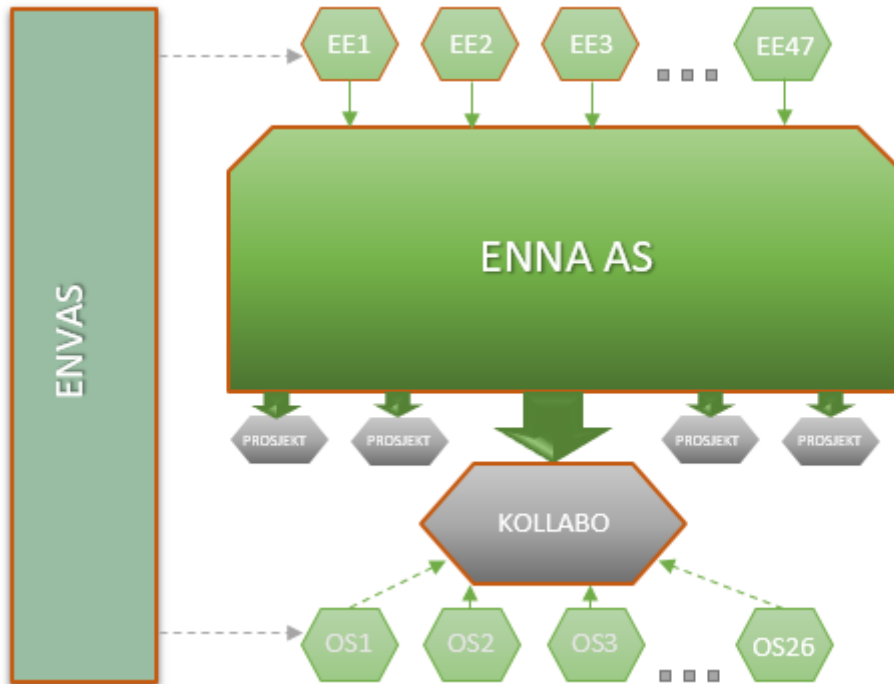 EE1
EE2
EE3
EE47
ENVAS
ENNA AS
PROSJEKT
PROSJEKT
PROSJEKT
PROSJEKT
KOLLABO
OS1
OS2
OS3
OS26